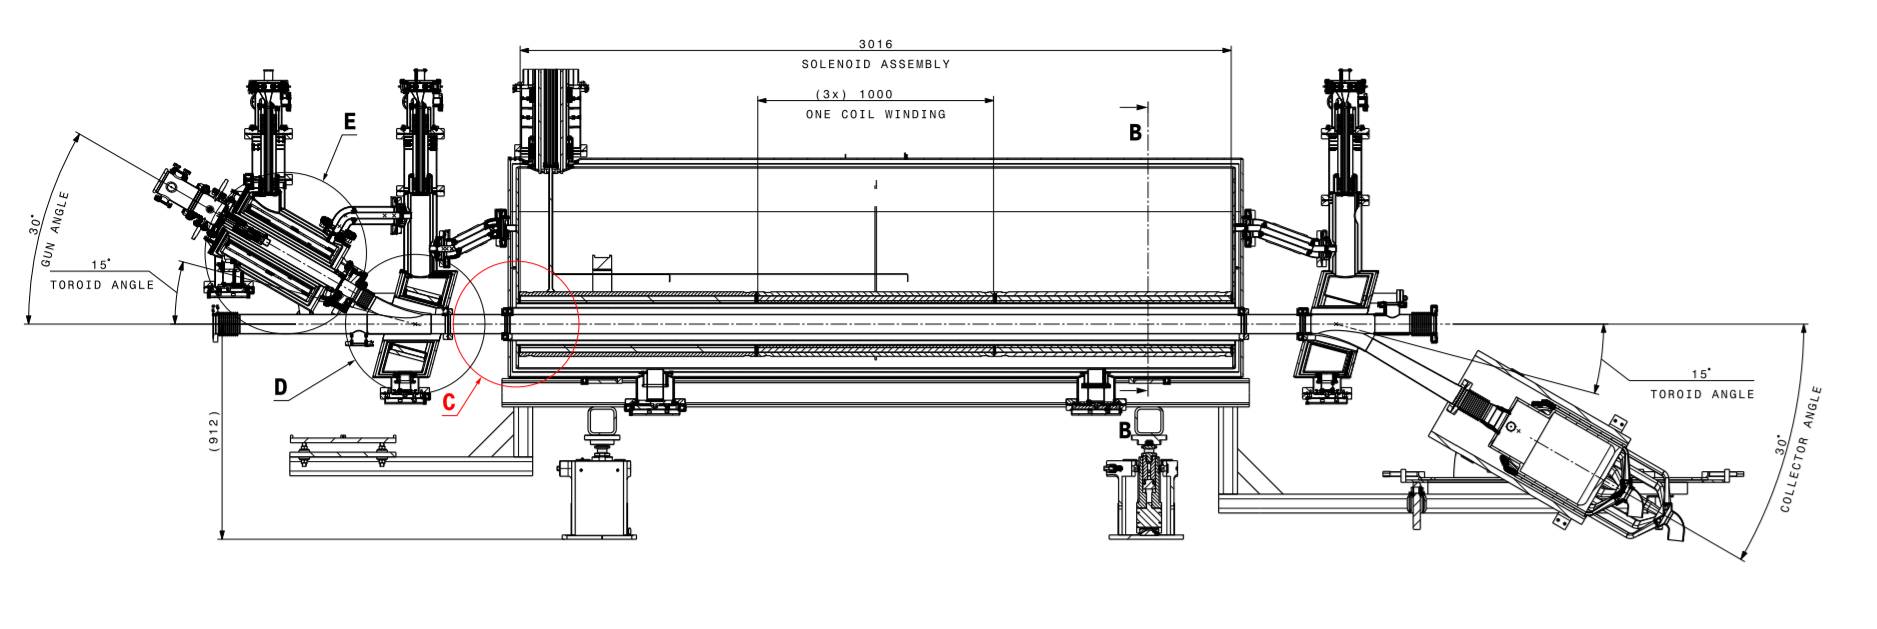 3016
SOLENOID ASSEMBLY
(3x) 1000
ONE COIL WINDING
E
B
30°
GUN ANGLE
15°
TOROID ANGLE
D
C
B
(912)
15°
TOROID ANGLE
30°
COLLECTOR ANGLE